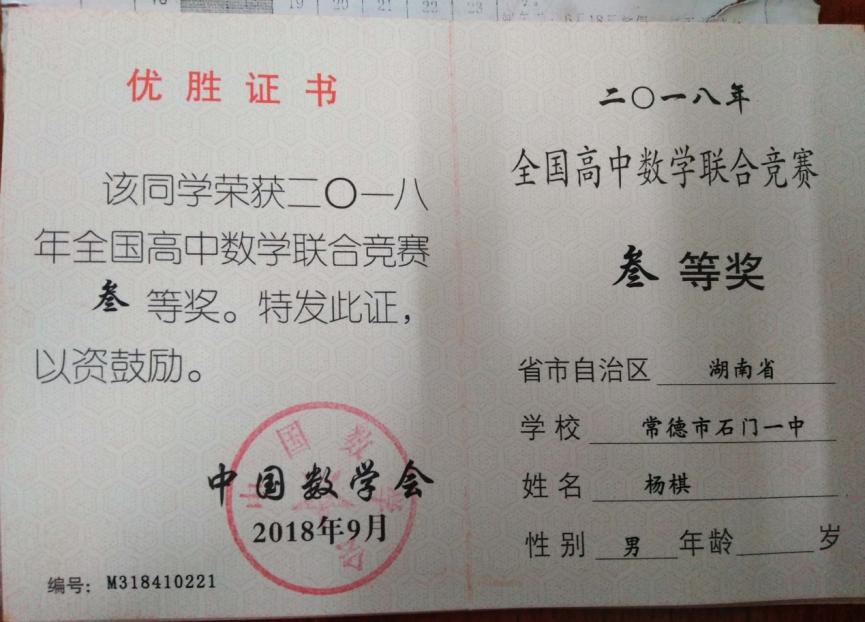 19 20 21 22 23
优胜证书
该同学荣获二〇一八
年全国高中数学联合竞赛
叁 等奖。特发此证，
以资鼓励。
中国数学会
2018年9月
编号：M318410221
二〇一八年
全国高中数学联合竞赛
叁 等奖
省市自治区 湖南省
学校 常德市石门一中
姓名 杨棋
性别 男 年龄 岁